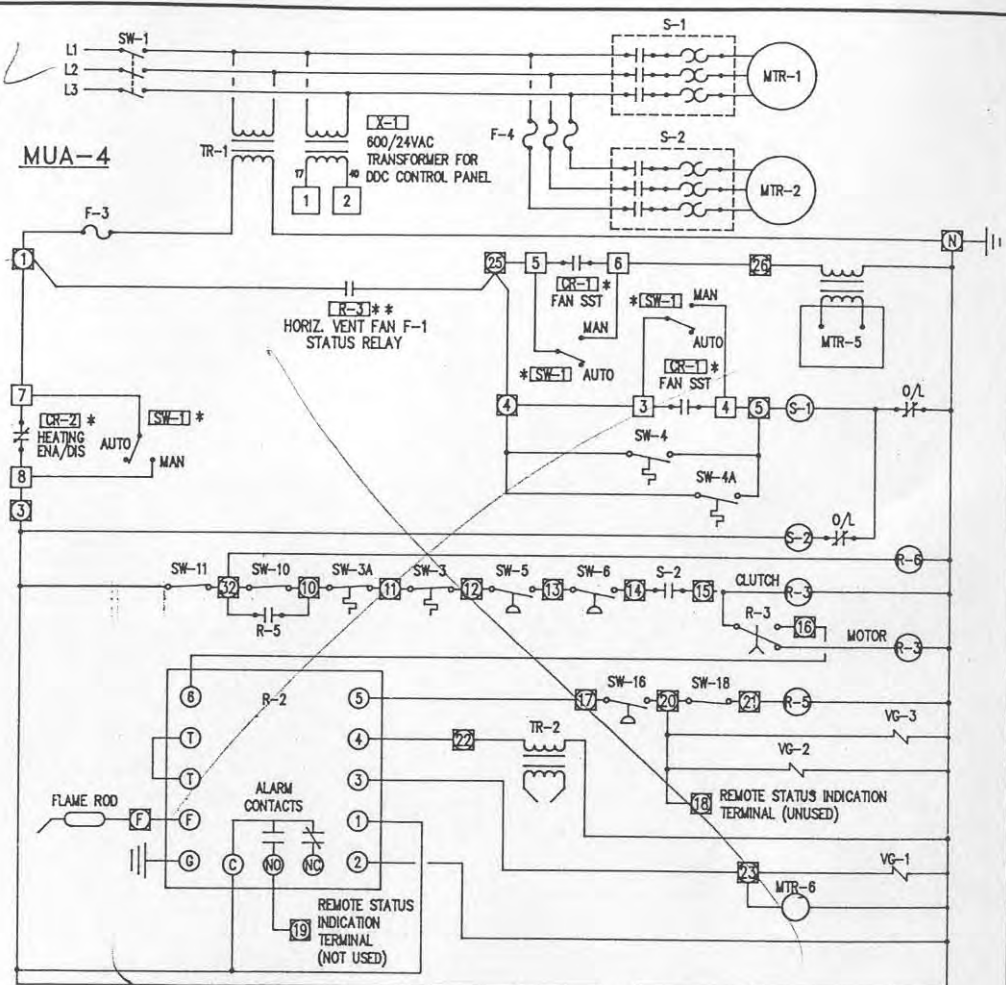 S-1
SW-1
L1
L2
L3
MTR-1
X-1
600/24VAC
TRANSFORMER FOR
DDC CONTROL PANEL
TR-1
17
40
1
2
F-4
S-2
MTR-2
MUA-4
F-3
N
1
25
5
6
26
CR-1 *
FAN SST
R-3 * *
HORIZ. VENT FAN F-1
STATUS RELAY
* SW-1
MAN
AUTO
MAN
* SW-1
AUTO
MTR-5
CR-1 *
FAN SST
7
CR-2 *
HEATING
ENA/DIS
SW-1 *
AUTO
MAN
8
3
4
3
4
5
S-1
O/L
SW-4
SW-4A
S-2
O/L
R-6
SW-11
32
SW-10
10
SW-3A
11
SW-3
12
SW-5
13
SW-6
14
S-2
15
CLUTCH
R-3
R-5
R-3
16
MOTOR
R-3
6
R-2
5
17
SW-16
20
SW-18
21
R-5
T
4
22
TR-2
VG-3
VG-2
T
3
ALARM
CONTACTS
18
REMOTE STATUS INDICATION
TERMINAL (UNUSED)
FLAME ROD
F
F
1
G
C
NO
NC
2
23
VG-1
MTR-6
19
REMOTE STATUS
INDICATION
TERMINAL
(NOT USED)